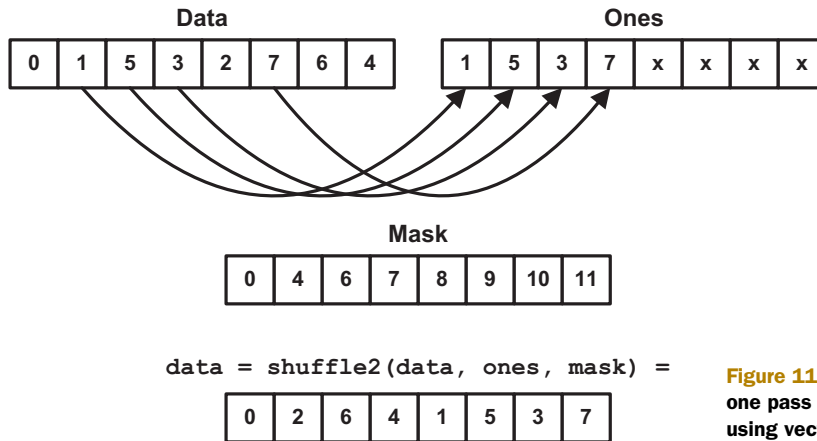 Data Ones
0 1 5 3 2 7 6 4 1 5 3 7 x x x x
Mask
0 4 6 7 8 9 10 11
data = shuffle2(data, ones, mask) =
0 2 6 4 1 5 3 7
Figure 11
one pass
using vec